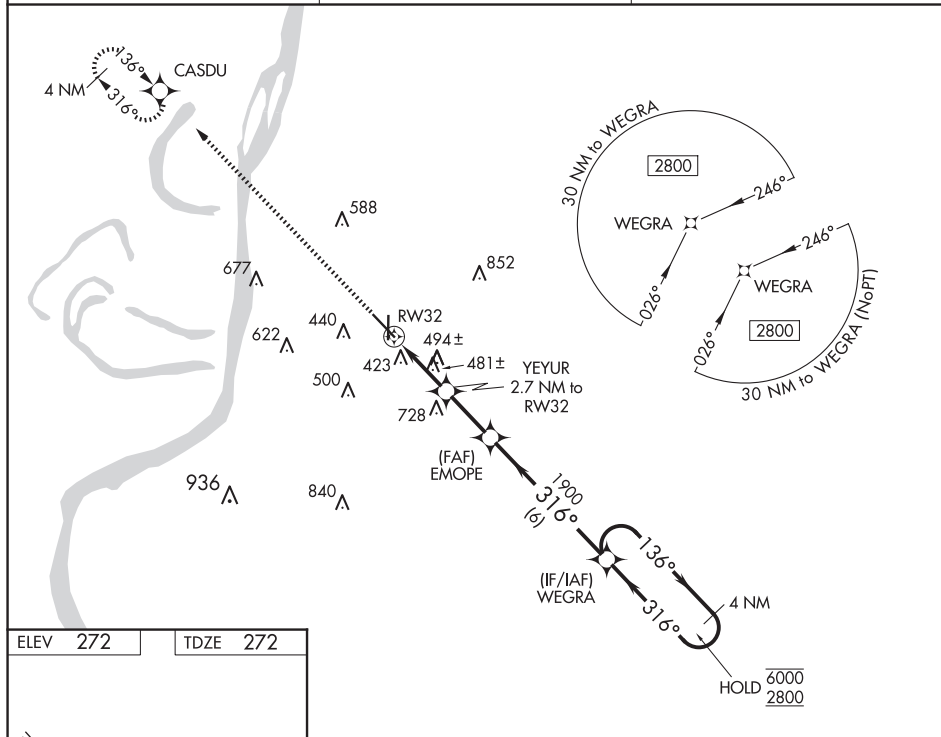 136°
CASDU
4 NM
316°
30 NM to WEGRA
2800
246°
WEGRA
026°
246°
WEGRA
026°
2800
30 NM to WEGRA (NoPT)
588
677
852
RW32
440
622
494±
423
481±
YEYUR
2.7 NM to
RW32
500
728
(FAF)
EMOPE
936
840
1900
316°
(6)
136°
(IF/IAF)
WEGRA
4 NM
316°
HOLD 6000
2800
ELEV 272
TDZE 272